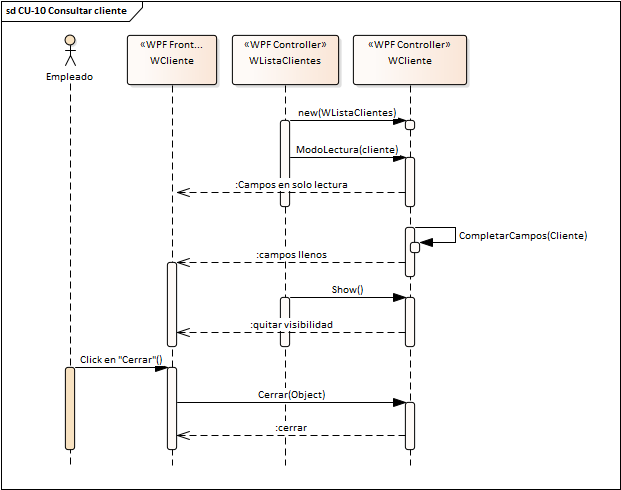 sd CU-10 Consultar cliente
Empleado
«WPF Front...
WCliente
«WPF Controller»
WListaClientes
«WPF Controller»
WCliente
new(WListaClientes)
ModoLectura(cliente)
:Campos en solo lectura
CompletarCampos(Cliente)
:campos llenos
Show()
:quitar visibilidad
Click en "Cerrar"()
Cerrar(Object)
:cerrar